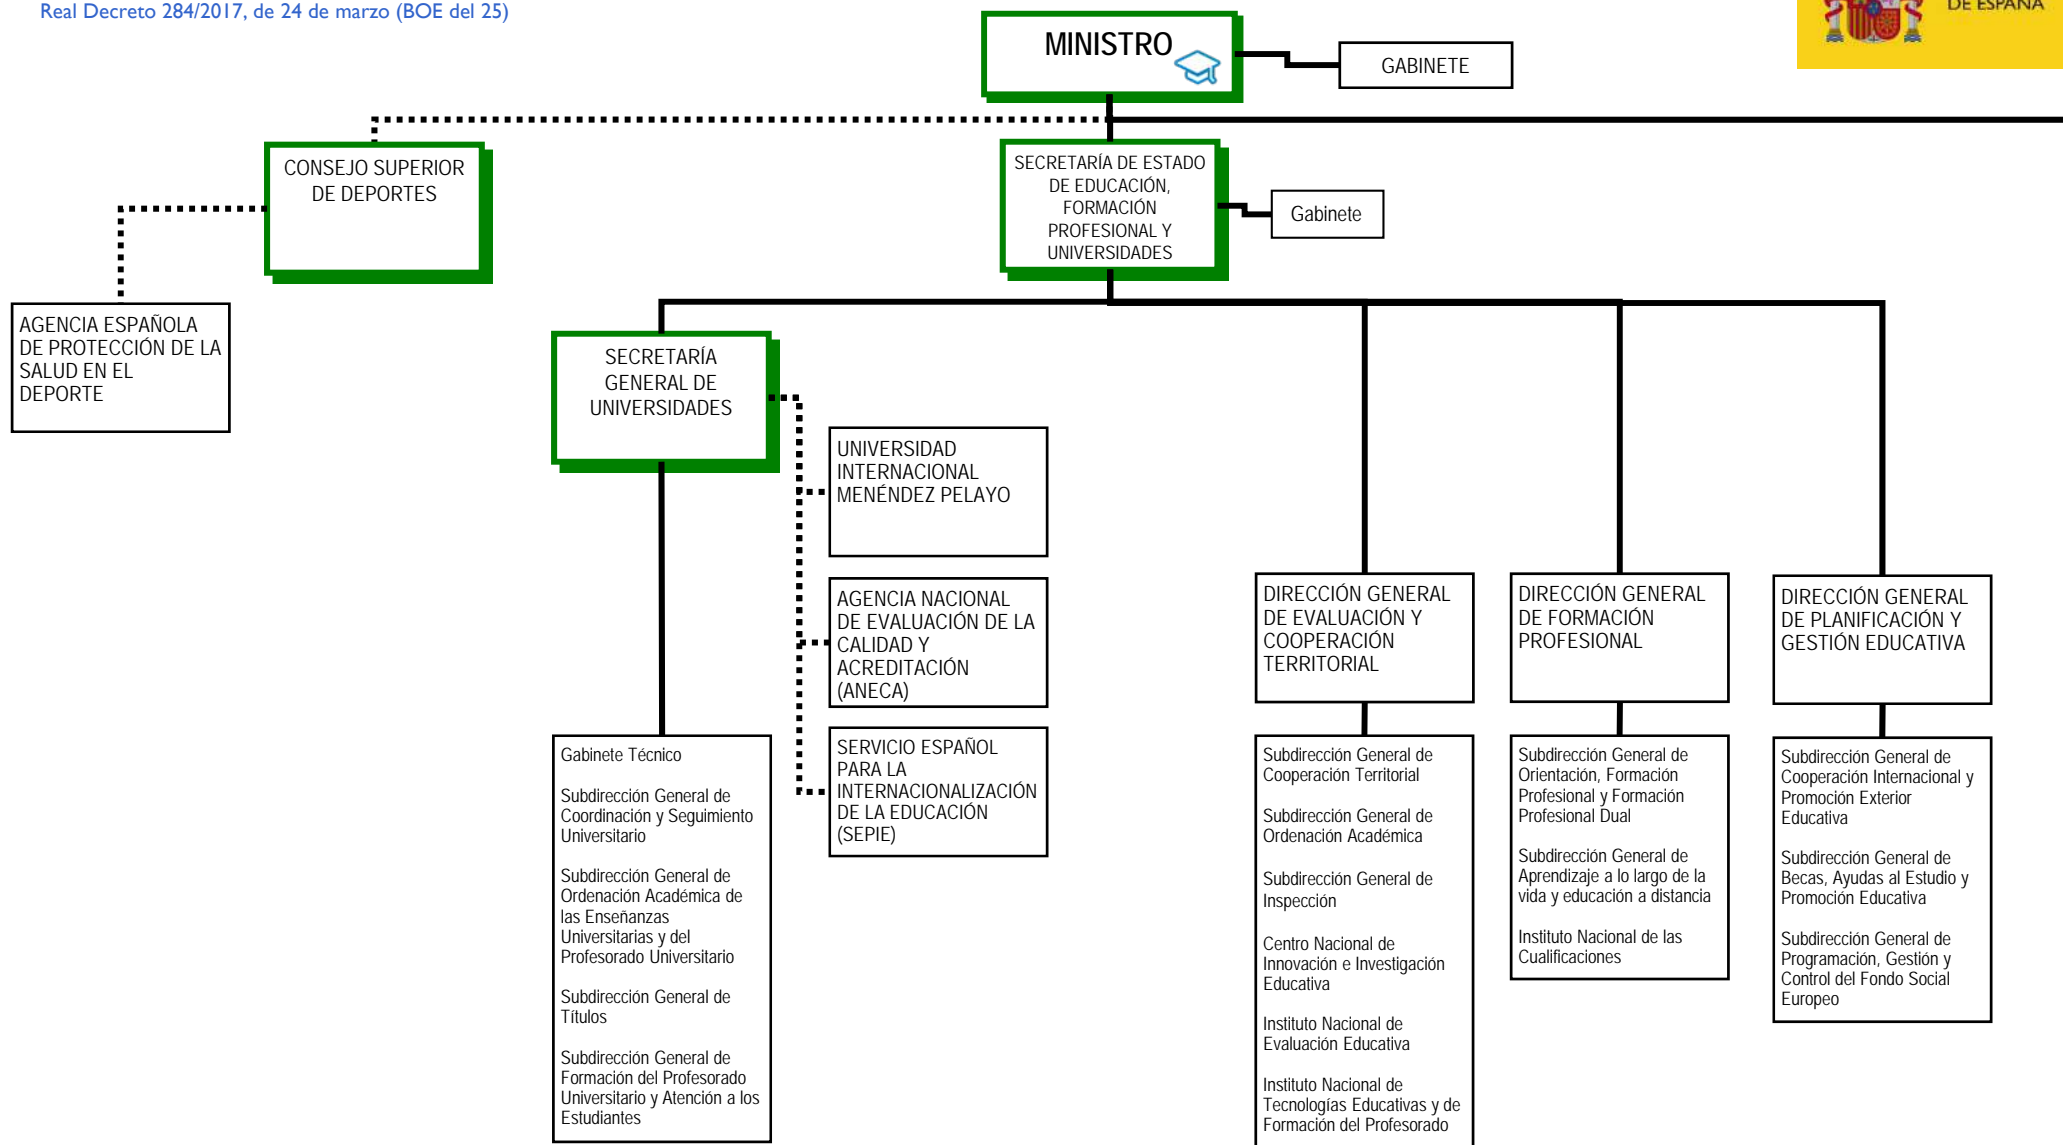 Real Decreto 284/2017, de 24 de marzo (BOE del 25)
DE ESPAÑA
MINISTRO
GABINETE
CONSEJO SUPERIOR
DE DEPORTES
SECRETARÍA DE ESTADO
DE EDUCACIÓN,
FORMACIÓN
PROFESIONAL Y
UNIVERSIDADES
Gabinete
AGENCIA ESPAÑOLA
DE PROTECCIÓN DE LA
SALUD EN EL
DEPORTE
SECRETARÍA
GENERAL DE
UNIVERSIDADES
UNIVERSIDAD
INTERNACIONAL
MENÉNDEZ PELAYO
AGENCIA NACIONAL
DE EVALUACIÓN DE LA
CALIDAD Y
ACREDITACIÓN
(ANECA)
SERVICIO ESPAÑOL
PARA LA
INTERNACIONALIZACIÓN
DE LA EDUCACIÓN
(SEPIE)
DIRECCIÓN GENERAL
DE EVALUACIÓN Y
COOPERACIÓN
TERRITORIAL
DIRECCIÓN GENERAL
DE FORMACIÓN
PROFESIONAL
DIRECCIÓN GENERAL
DE PLANIFICACIÓN Y
GESTIÓN EDUCATIVA
Gabinete Técnico
Subdirección General de
Coordinación y Seguimiento
Universitario
Subdirección General de
Ordenación Académica de
las Enseñanzas
Universitarias y del
Profesorado Universitario
Subdirección General de
Títulos
Subdirección General de
Formación del Profesorado
Universitario y Atención a los
Estudiantes
Subdirección General de
Cooperación Territorial
Subdirección General de
Ordenación Académica
Subdirección General de
Inspección
Centro Nacional de
Innovación e Investigación
Educativa
Instituto Nacional de
Evaluación Educativa
Instituto Nacional de
Tecnologías Educativas y de
Formación del Profesorado
Subdirección General de
Orientación, Formación
Profesional y Formación
Profesional Dual
Subdirección General de
Aprendizaje a lo largo de la
vida y educación a distancia
Instituto Nacional de las
Cualificaciones
Subdirección General de
Cooperación Internacional y
Promoción Exterior
Educativa
Subdirección General de
Becas, Ayudas al Estudio y
Promoción Educativa
Subdirección General de
Programación, Gestión y
Control del Fondo Social
Europeo